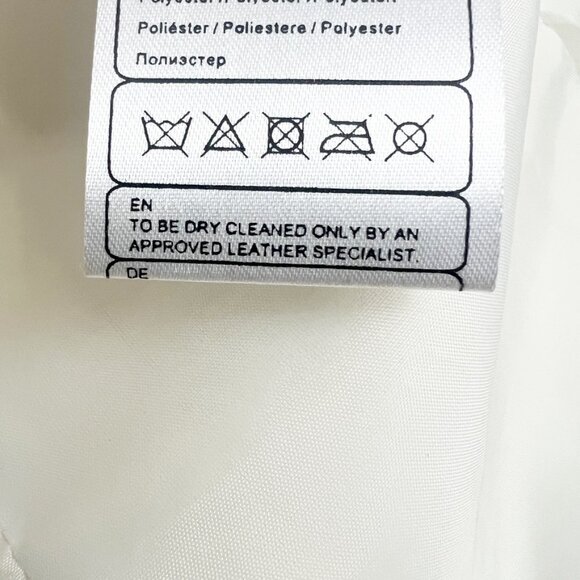 Poliéster / Poliestere / Polyester
Полиэстер
EN
TO BE DRY CLEANED ONLY BY AN
APPROVED LEATHER SPECIALIST.
DE